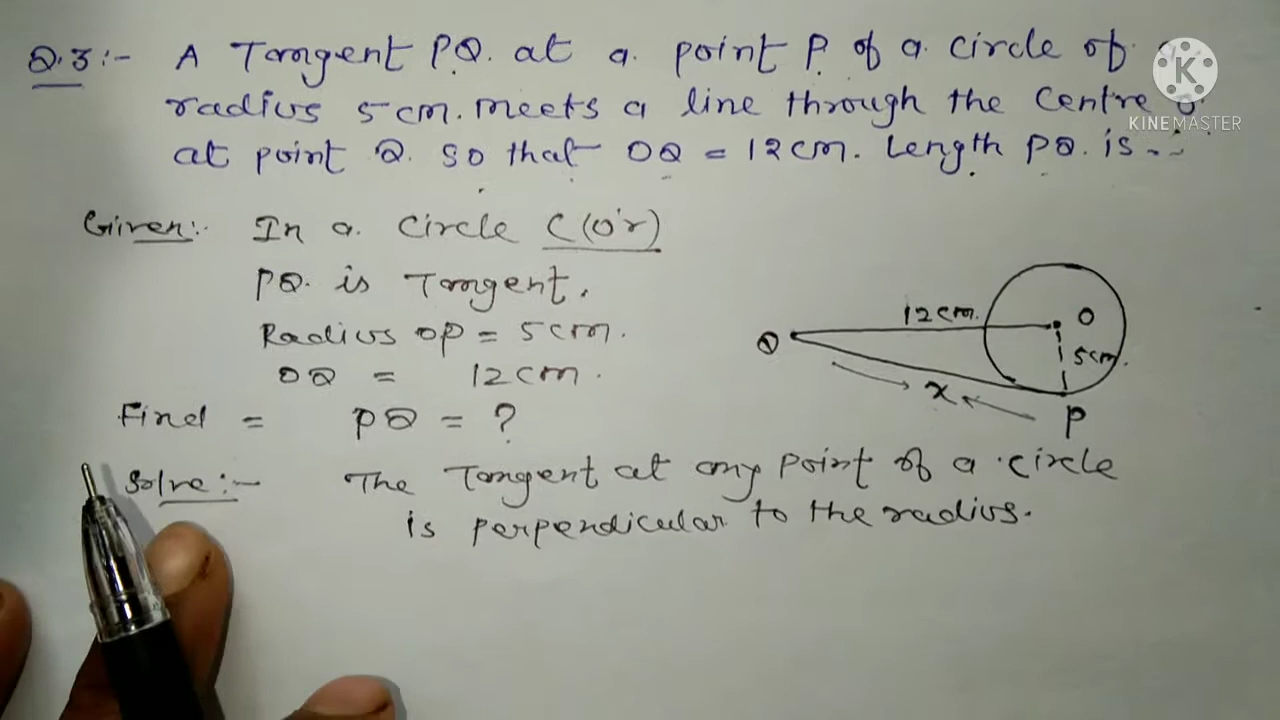 Q.3:- A Tangent PQ. at a point P of a circle of
radius 5cm. meets a line through the centre O
at point Q. so that OQ = 12cm. Length PQ. is...
K
KINEMASTER
Given:- In a circle C(O'r)
PQ. is Tangent.
Radius OP = 5cm.
OQ = 12cm.
Find = PQ = ?
12cm.
O
Q
5cm.
x
P
Solve:- The Tangent at any point of a circle
is perpendicular to the radius.